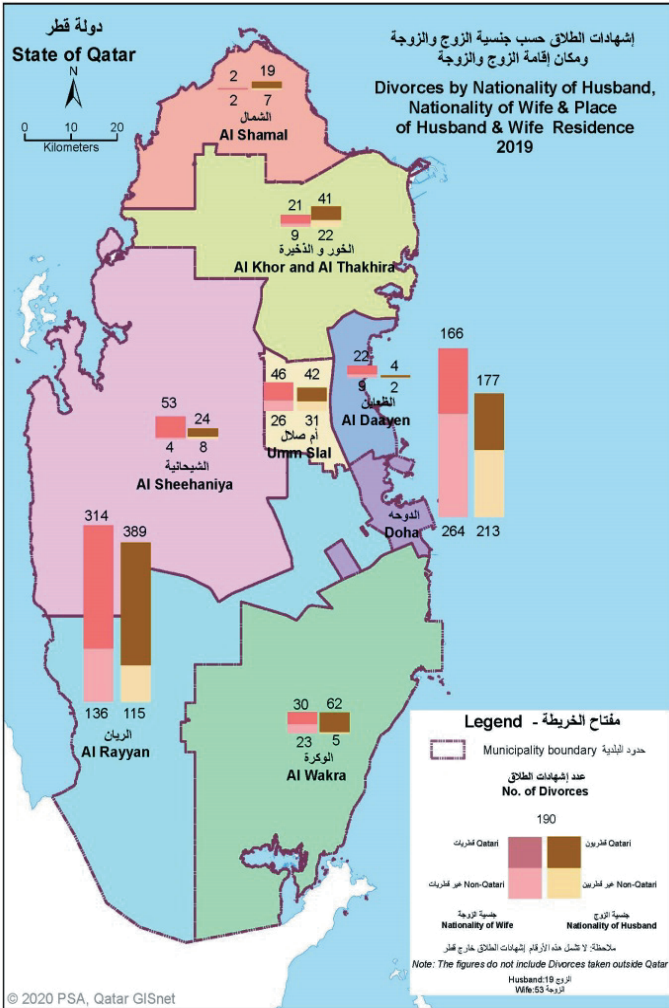 دولة قطر
State of Qatar
N
0 10 20
Kilometers
إشهادات الطلاق حسب جنسية الزوج والزوجة
ومكان إقامة الزوج والزوجة
Divorces by Nationality of Husband,
Nationality of Wife & Place
of Husband & Wife Residence
2019
2 19
2 7
الشمال
Al Shamal
21 41
9 22
الخور و الذخيرة
Al Khor and Al Thakhira
46 42
26 31
أم صلال
Umm Slal
22 4
9 2
الظعاين
Al Daayen
166 177
264 213
الدوحه
Doha
53 24
4 8
الشيحانية
Al Sheehaniya
314 389
136 115
الريان
Al Rayyan
30 62
23 5
الوكرة
Al Wakra
Legend - مفتاح الخريطة
Municipality boundary حدود البلدية
عدد إشهادات الطلاق
No. of Divorces
190
قطريات Qatari قطريون Qatari
غير قطريات Non-Qatari غير قطريين Non-Qatari
جنسية الزوجة جنسية الزوج
Nationality of Wife Nationality of Husband
ملاحظة: لا تشمل هذه الأرقام إشهادات الطلاق خارج قطر
Note: The figures do not include Divorces taken outside Qatar
Husband:19 الزوج
Wife:53 الزوجة
© 2020 PSA, Qatar GISnet